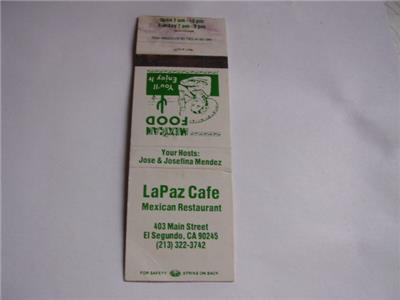 Open 7 am - 10 pm
Sunday 7 am - 9 pm
You'll
Enjoy It
MEXICAN
FOOD
Your Hosts:
Jose & Josefina Mendez
LaPaz Cafe
Mexican Restaurant
403 Main Street
El Segundo, CA 90245
(213) 322-3742
FOR SAFETY STRIKE ON BACK